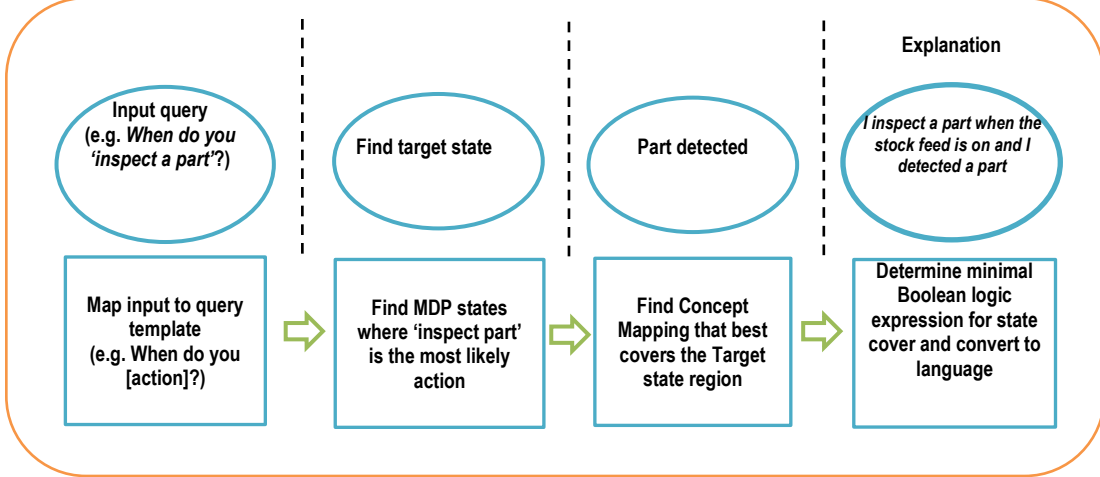 Explanation
Input query
(e.g. When do you
‘inspect a part’?)
Find target state
Part detected
I inspect a part when the
stock feed is on and I
detected a part
Map input to query
template
(e.g. When do you
[action]?)
Find MDP states
where ‘inspect part’
is the most likely
action
Find Concept
Mapping that best
covers the Target
state region
Determine minimal
Boolean logic
expression for state
cover and convert to
language